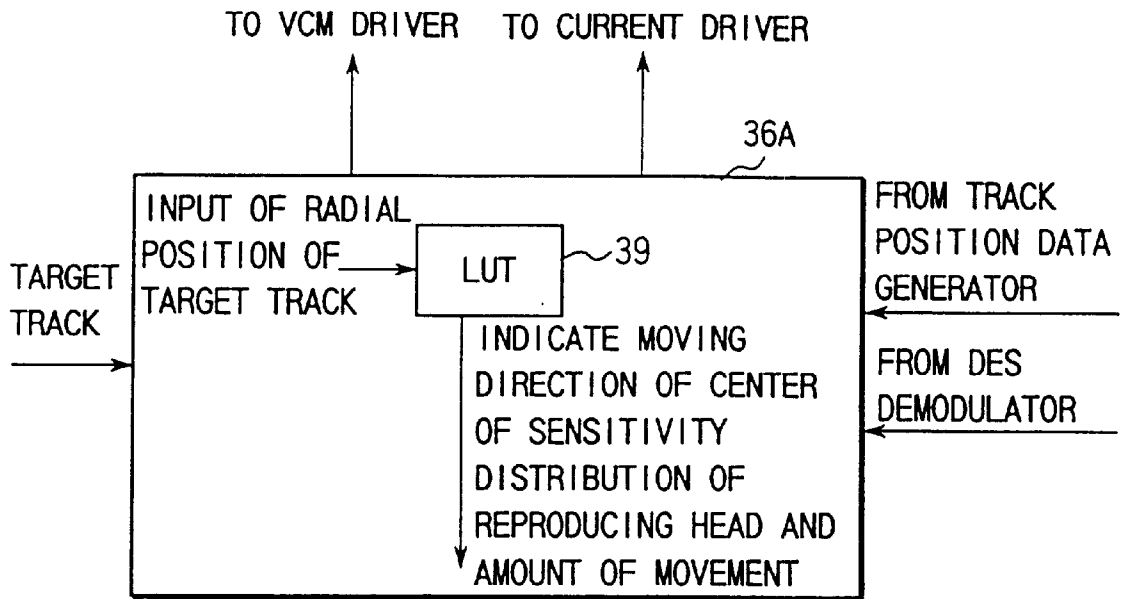 TO VCM DRIVER
TO CURRENT DRIVER
36A
INPUT OF RADIAL
POSITION OF
TARGET TRACK
LUT
39
TARGET
TRACK
INDICATE MOVING
DIRECTION OF CENTER
OF SENSITIVITY
DISTRIBUTION OF
REPRODUCING HEAD AND
AMOUNT OF MOVEMENT
FROM TRACK
POSITION DATA
GENERATOR
FROM DES
DEMODULATOR